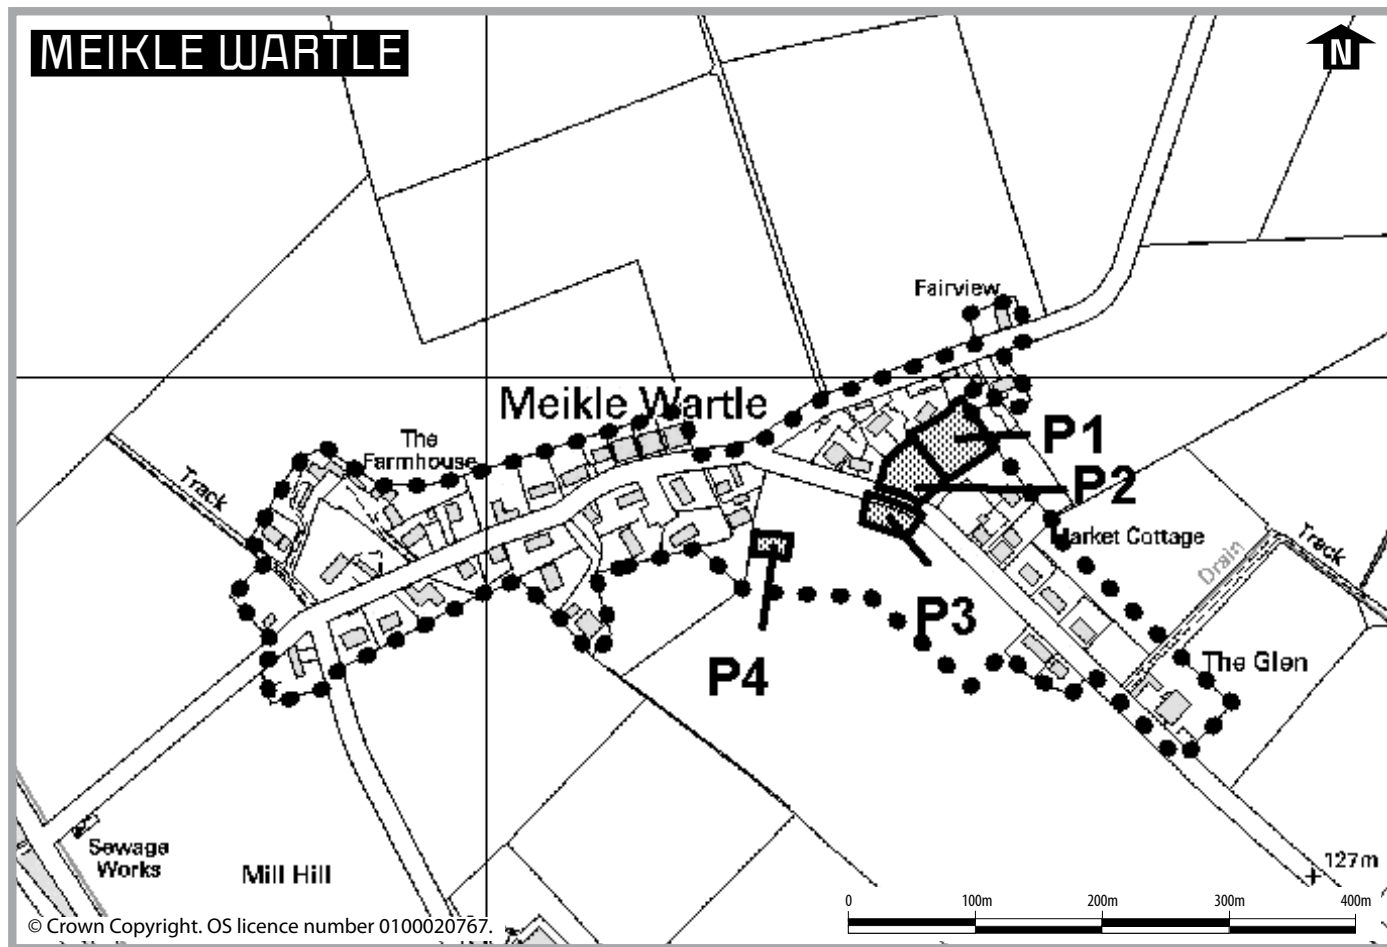 MEIKLE WARTLE
N
Fairview
Meikle Wartle
The
Farmhouse
Track
P1
P2
Market Cottage
Drain
Track
P3
The Glen
P4
Sewage
Works
Mill Hill
127m
0 100m 200m 300m 400m
© Crown Copyright. OS licence number 0100020767.